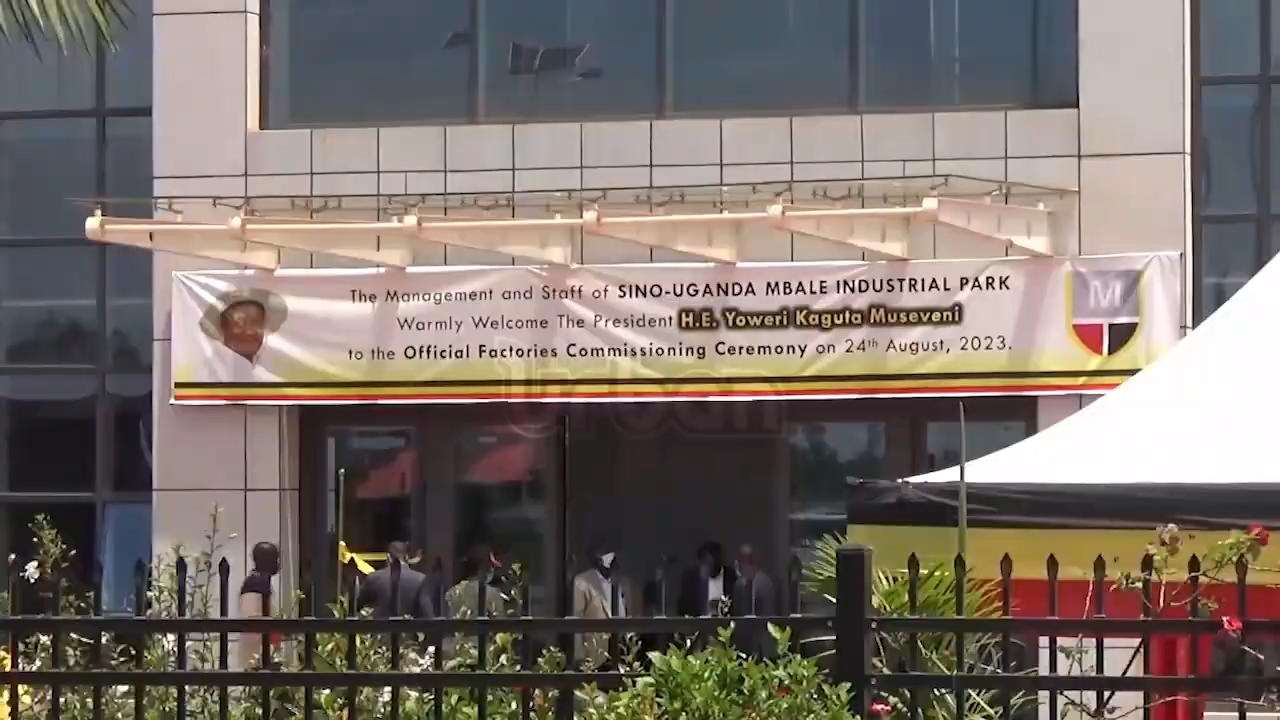 The Management and Staff of SINO-UGANDA MBALE INDUSTRIAL PARK
Warmly Welcome The President H.E. Yoweri Kaguta Museveni
to the Official Factories Commissioning Ceremony on 24th August, 2023.
M
Urban